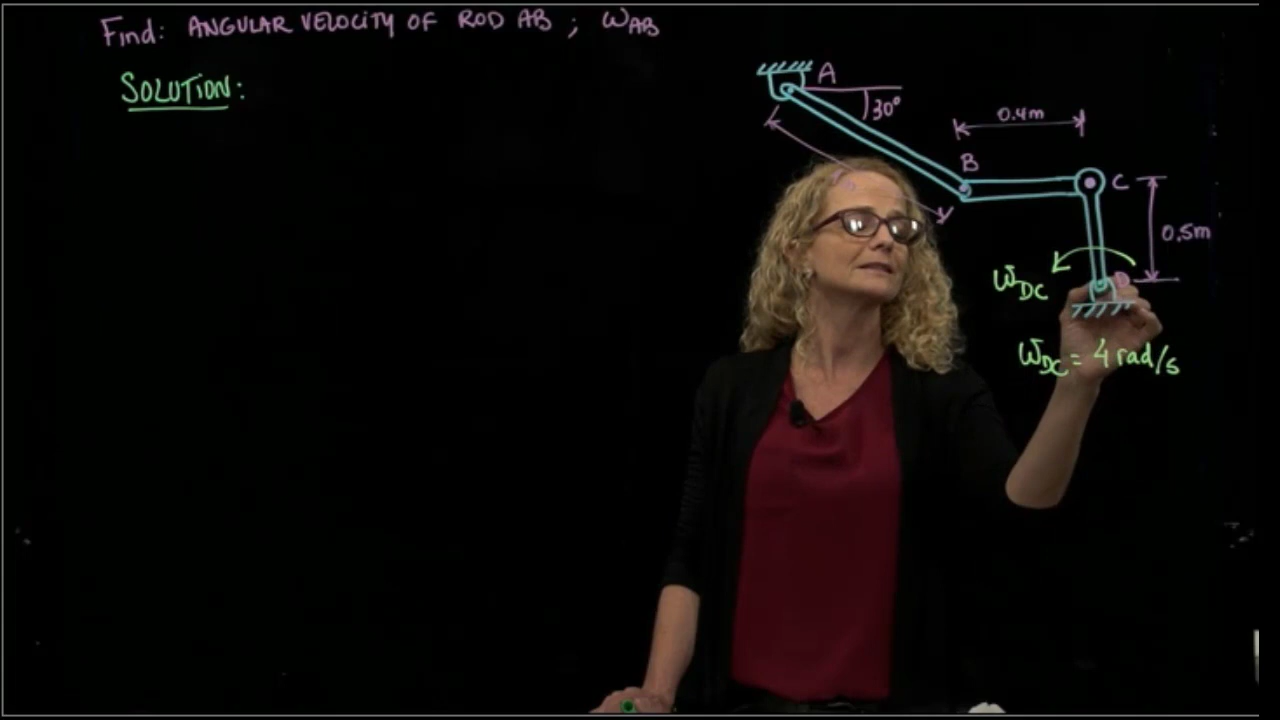 Find: ANGULAR VELOCITY OF ROD AB ; ωAB
SOLUTION:
A
30°
0.4m
B
C
0.5m
ωDC
D
ωDC = 4 rad/s